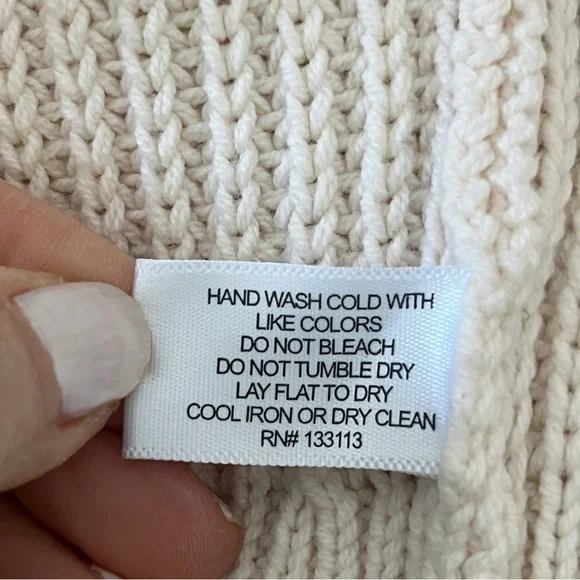 HAND WASH COLD WITH
LIKE COLORS
DO NOT BLEACH
DO NOT TUMBLE DRY
LAY FLAT TO DRY
COOL IRON OR DRY CLEAN
RN# 133113